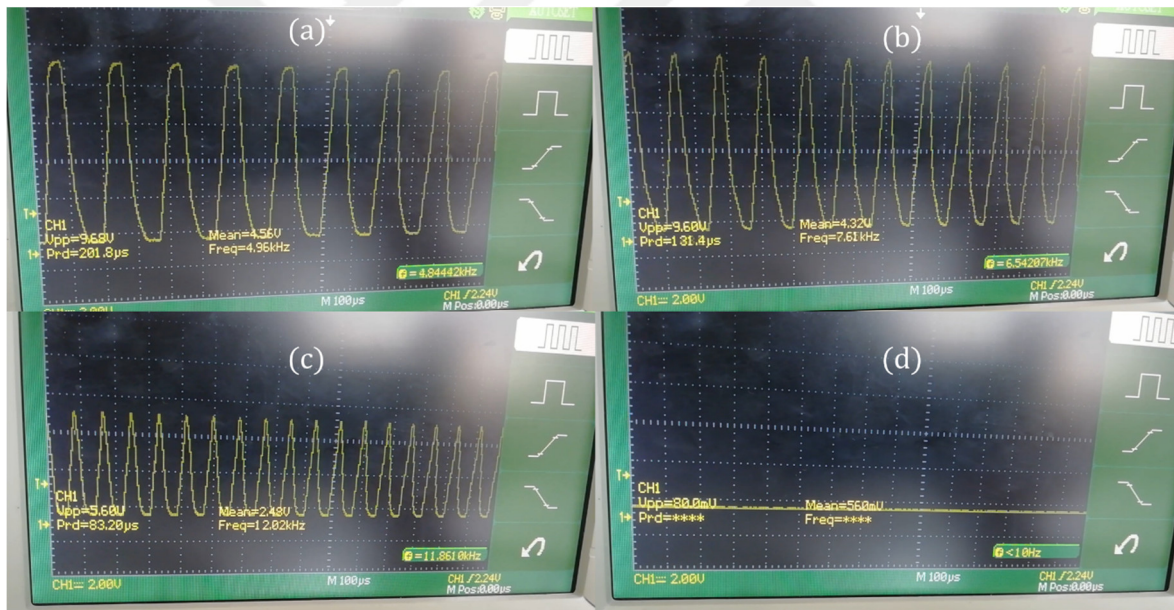 (a)
AUTOSET
CH1
Vpp=9.68V Mean=4.56V
Prd=201.8μs Freq=4.96kHz
=4.84442kHz
M 100μs
CH1 /2.24V
M Pos:0.00μs
(b)
CH1
Vpp=9.60V Mean=4.32V
Prd=131.4μs Freq=7.61kHz
=6.54207kHz
CH1 2.00V M 100μs CH1 /2.24V
M Pos:0.00μs
(c)
CH1
Vpp=5.60V Mean=2.48V
Prd=83.20μs Freq=12.02kHz
=11.8610kHz
CH1 2.00V M 100μs CH1 /2.24V
M Pos:0.00μs
(d)
CH1
Vpp=80.0mV Mean=560mV
Prd=**** Freq=****
<10Hz
CH1 2.00V M 100μs CH1 /2.24V
M Pos:0.00μs